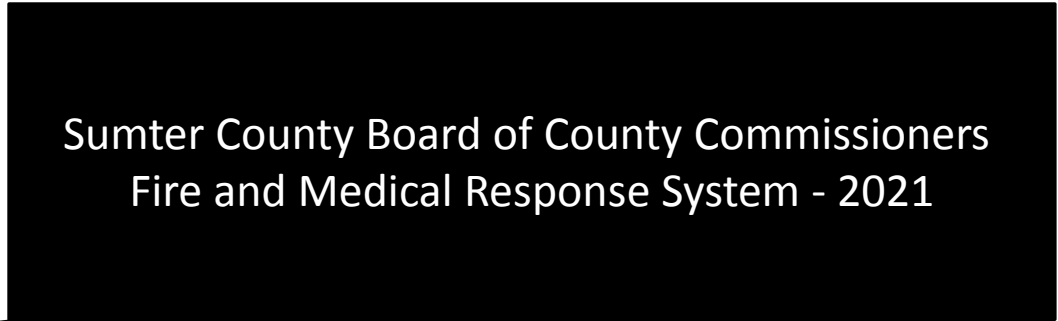 Sumter County Board of County Commissioners
Fire and Medical Response System - 2021